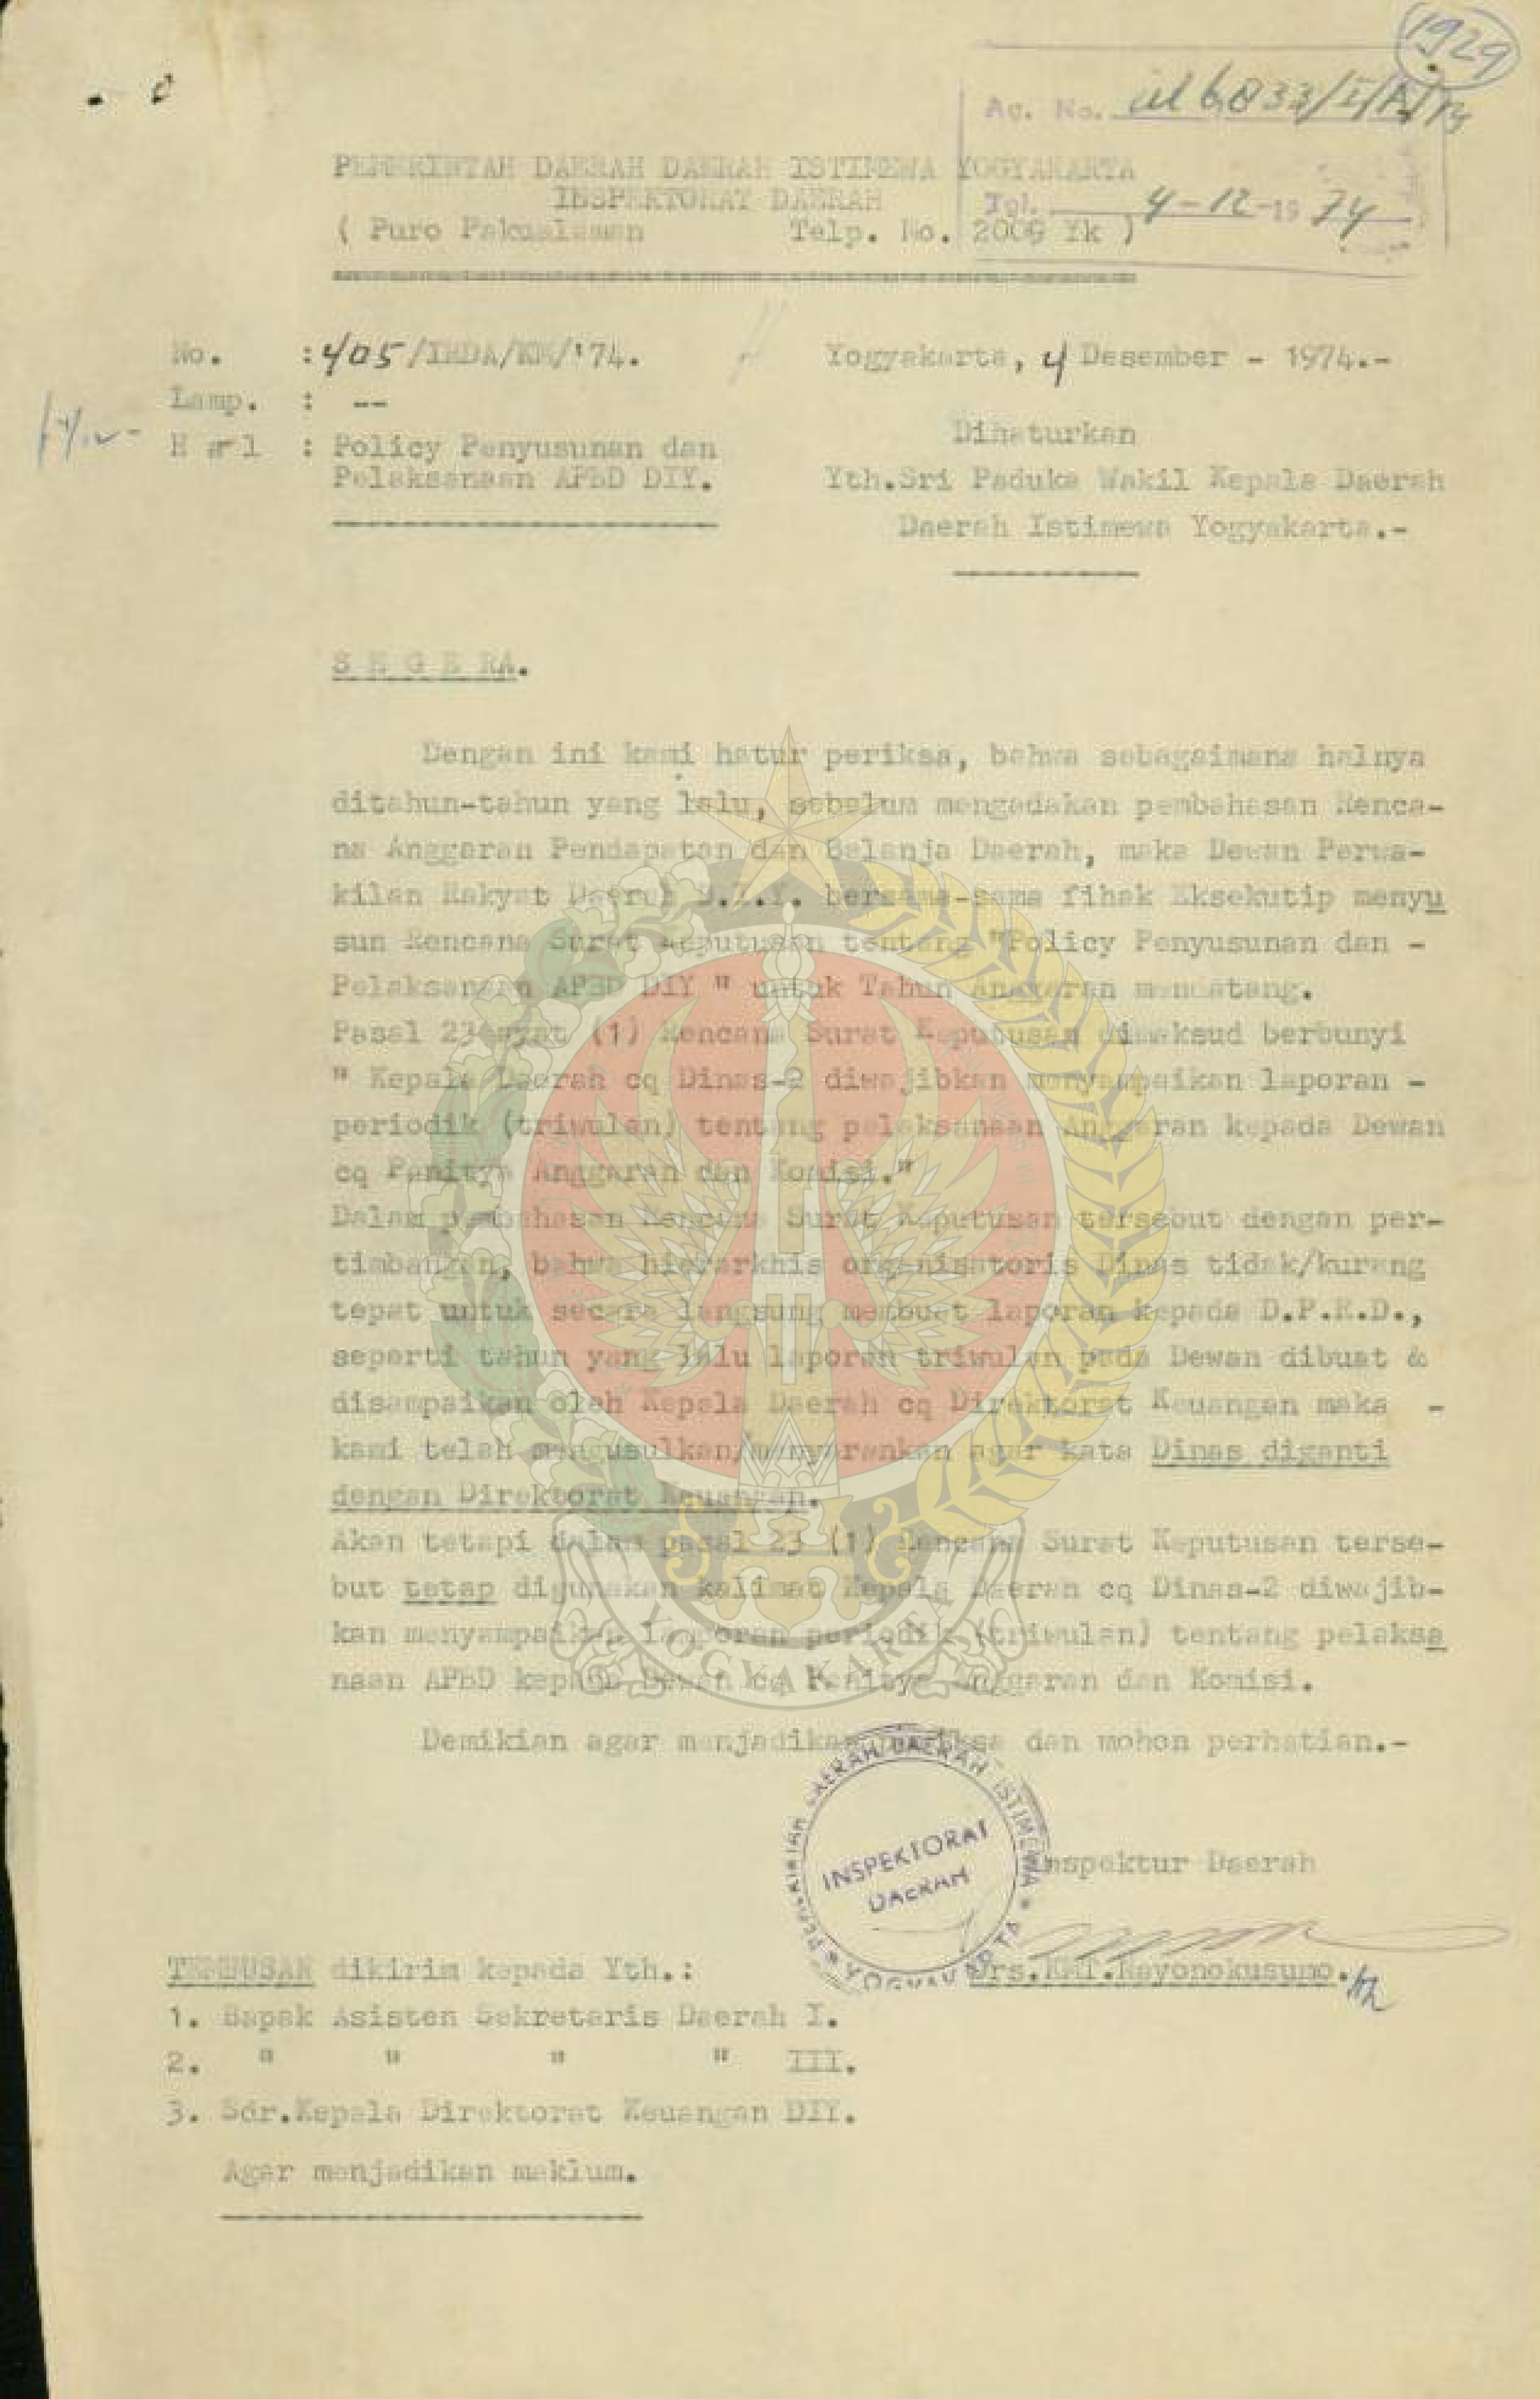 1929
Ag. No.
4-12-1974
PEMERINTAH DAERAH DAERAH ISTIMEWA YOGYAKARTA
INSPEKTORAT DAERAH
( Puro Pakualaman Telp. No. 2009 Yk )
No. : 405/IRDA/KM/'74.
Yogyakarta, 4 Desember - 1974.-
Lamp. : --
H a l : Policy Penyusunan dan
Pelaksanaan APBD DIY.
Dihaturkan
Yth.Sri Paduka Wakil Kepala Daerah
Daerah Istimewa Yogyakarta.-
S E G E RA.
Dengan ini kami hatur periksa, bahwa sebagaimana halnya
ditahun-tahun yang lalu, sebelum mengadakan pembahasan Renca-
na Anggaran Pendapatan dan Belanja Daerah, maka Dewan Perwa-
kilan Rakyat Daerah D.I.Y. bersama-sama fihak Eksekutip menyu
sun Rencana Surat Keputusan tentang "Policy Penyusunan dan -
Pelaksanaan APBD DIY " untuk Tahun Anggaran mendatang.
Pasal 23 ayat (1) Rencana Surat Keputusan dimaksud berbunyi
" Kepala Daerah cq Dinas-2 diwajibkan menyampaikan laporan -
periodik (triwulan) tentang pelaksanaan Anggaran kepada Dewan
cq Panitya Anggaran dan Komisi."
Dalam pembahasan Rencana Surat Keputusan tersebut dengan per-
timbangan, bahwa hierarkhis organisatoris Dinas tidak/kurang
tepat untuk secara langsung membuat laporan kepada D.P.R.D.,
seperti tahun yang lalu laporan triwulan pada Dewan dibuat &
disampaikan oleh Kepala Daerah cq Direktorat Keuangan maka -
kami telah mengusulkan/menyarankan agar kata Dinas diganti
dengan Direktorat Keuangan.
Akan tetapi dalam pasal 23 (1) Rencana Surat Keputusan terse-
but tetap digunakan kalimat Kepala Daerah cq Dinas-2 diwajib-
kan menyampaikan laporan periodik (triwulan) tentang pelaksa
naan APBD kepada Dewan cq Panitya Anggaran dan Komisi.
YOGYAKARTA
Demikian agar menjadikan periksa dan mohon perhatian.-
PEMERINTAH DAERAH DAERAH ISTIMEWA
YOGYAKARTA
INSPEKTORAT
DAERAH
Inspektur Daerah
Drs.KMT.Rayonokusumo.
TEMBUSAN dikirim kepada Yth.:
1. Bapak Asisten Sekretaris Daerah I.
2. " " " " III.
3. Sdr.Kepala Direktorat Keuangan DIY.
Agar menjadikan maklum.